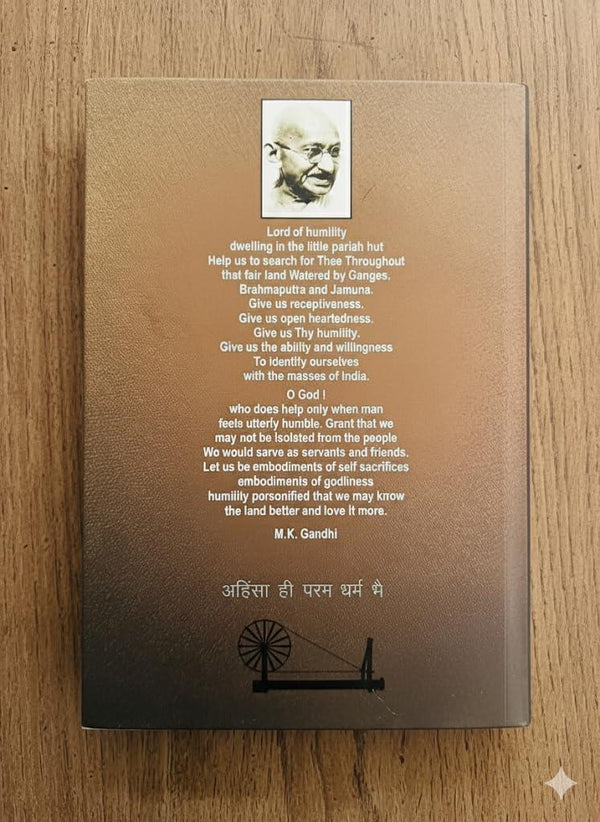 Lord of humility
dwelling in the little pariah hut
Help us to search for Thee Throughout
that fair land Watered by Ganges,
Brahmaputra and Jamuna.
Give us receptiveness.
Give us open heartedness.
Give us Thy humility.
Give us the ability and willingness
To identify ourselves
with the masses of India.
O God !
who does help only when man
feels utterly humble. Grant that we
may not be isolated from the people
Wo would sarve as servants and friends.
Let us be embodiments of self sacrifices
embodiments of godliness
humility porsonified that we may know
the land better and love It more.
M.K. Gandhi
अहिंसा ही परम धर्म भै